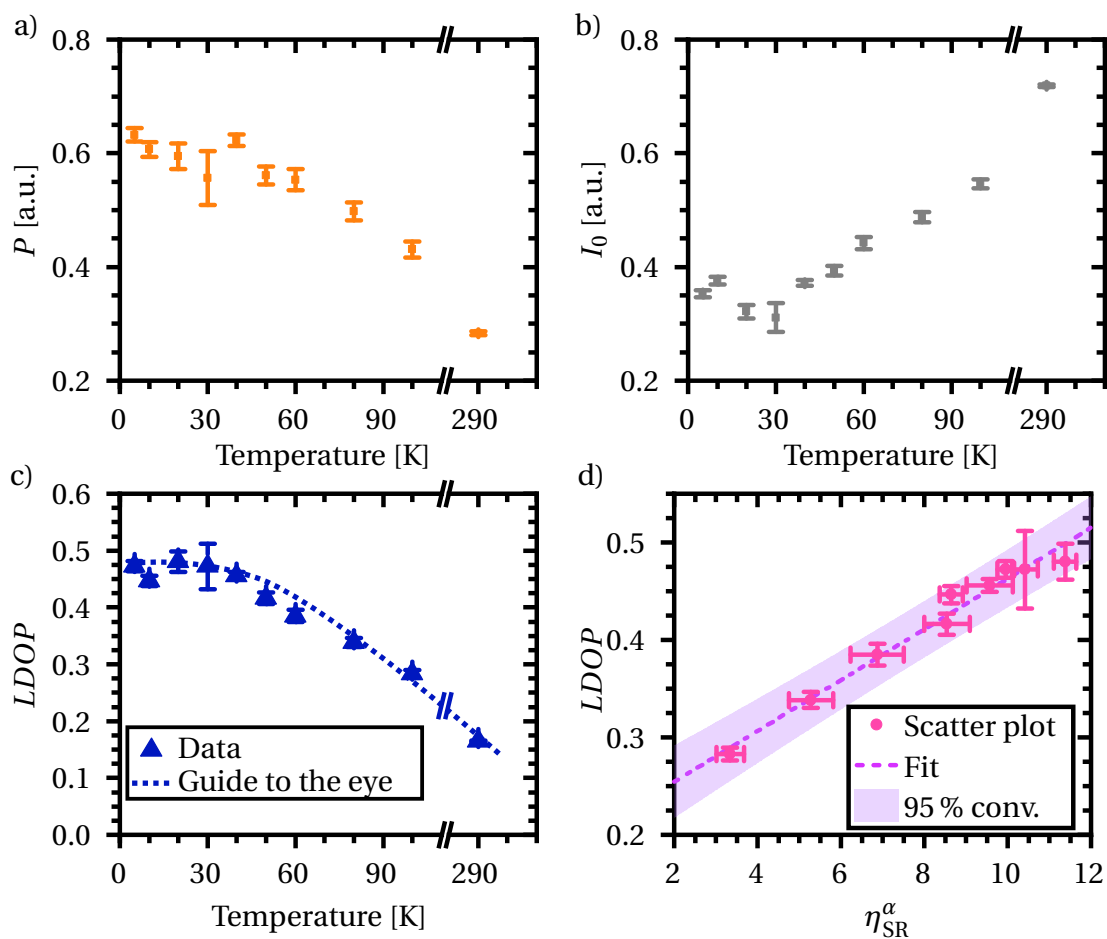 a)
0.8
0.6
0.4
0.2
P [a.u.]
0 30 60 90 290
Temperature [K]
b)
0.8
0.6
0.4
0.2
I₀ [a.u.]
0 30 60 90 290
Temperature [K]
c)
0.6
0.5
0.4
0.3
0.2
0.1
0.0
LDOP
Data
Guide to the eye
0 30 60 90 290
Temperature [K]
d)
0.5
0.4
0.3
0.2
LDOP
Scatter plot
Fit
95 % conv.
2 4 6 8 10 12
η^α_SR